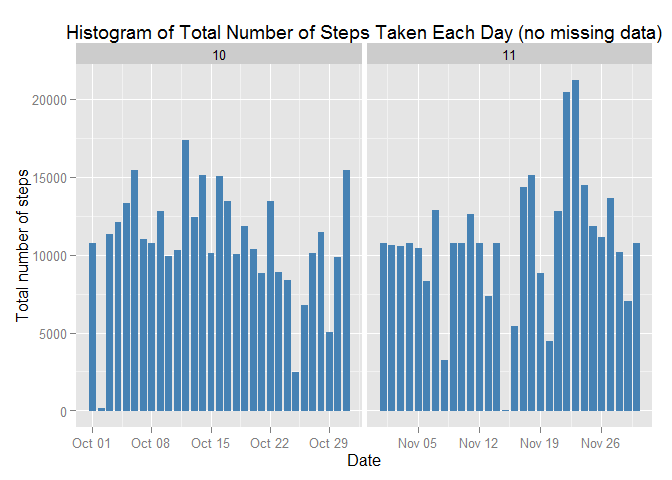 Histogram of Total Number of Steps Taken Each Day (no missing data)
10
11
Total number of steps
20000
15000
10000
5000
0
Oct 01 Oct 08 Oct 15 Oct 22 Oct 29 Nov 05 Nov 12 Nov 19 Nov 26
Date